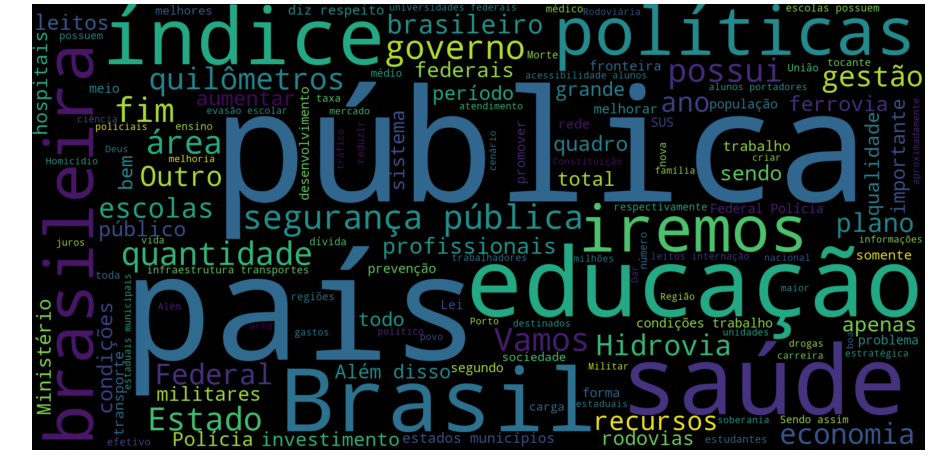 melhores
diz respeito
universidades federais
médico
Rodoviária
escolas possuem
leitos
possuem
índice
brasileiro
políticas
tocante
morte
fronteira
União
hospitais
meio
quilômetros
governo
federais
médio
acessibilidade alunos
possui
gestão
alunos portadores
aumentar
período
grande
melhorar
ano
população
ferrovia
ciência
fim
evasão escolar
taxa
mercado
atendimento
rede
SUS
policiais
ensino
Deus
área
desenvolvimento
tráfico
reduzir
sistema
pública
cenário
promover
quadro
Constituição
nova
família
trabalho
criar
qualidade
importante
aproximadamente
Homicídio
melhoria
bem
Outro
total
sendo
brasileira
escolas
segurança pública
iremos
respectivamente
Federal Polícia
plano
juros
público
vida
dívida
profissionais
trabalhadores
milhões
leitos internação
número
nacional
informações
somente
quantidade
toda
infraestrutura transportes
prevenção
educação
Dar
país
Além
regiões
Lei
Região
maior
condições
estaduais municipais
arma
gastos
todo
político
povo
Porto
destinados
condições trabalho
unidades
apenas
Ministério
transporte
Vamos
sociedade
Hidrovia
boa
problema
estratégica
Federal
Brasil
Além disso
segundo
Militar
drogas
carreira
saúde
militares
carga
forma
estaduais
Estado
recursos
soberania
Sendo assim
efetivo
Polícia
investimento
estados municípios
rodovias
estudantes
economia